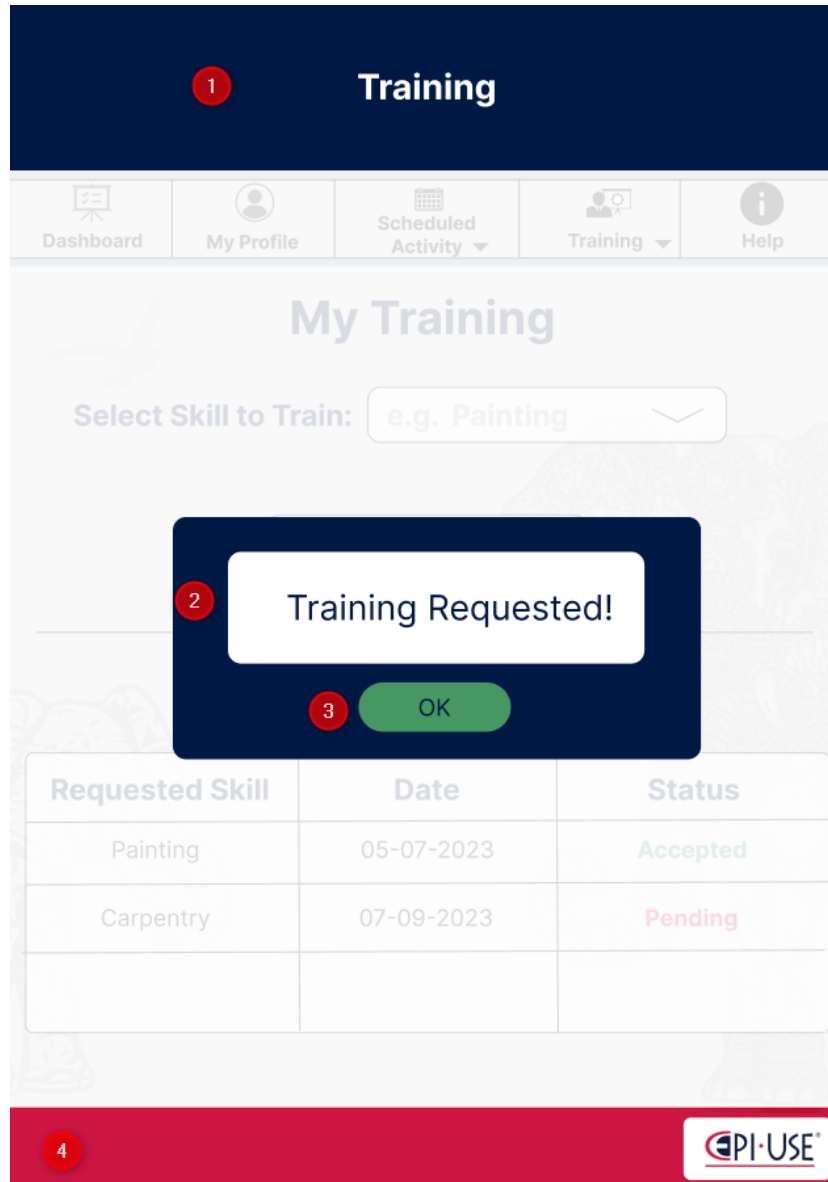 1 Training
Dashboard
My Profile
Scheduled
Activity
Training
i
Help
My Training
Select Skill to Train: e.g. Painting
2 Training Requested!
3 OK
Requested Skill Date Status
Painting 05-07-2023 Accepted
Carpentry 07-09-2023 Pending
4 EPI·USE®